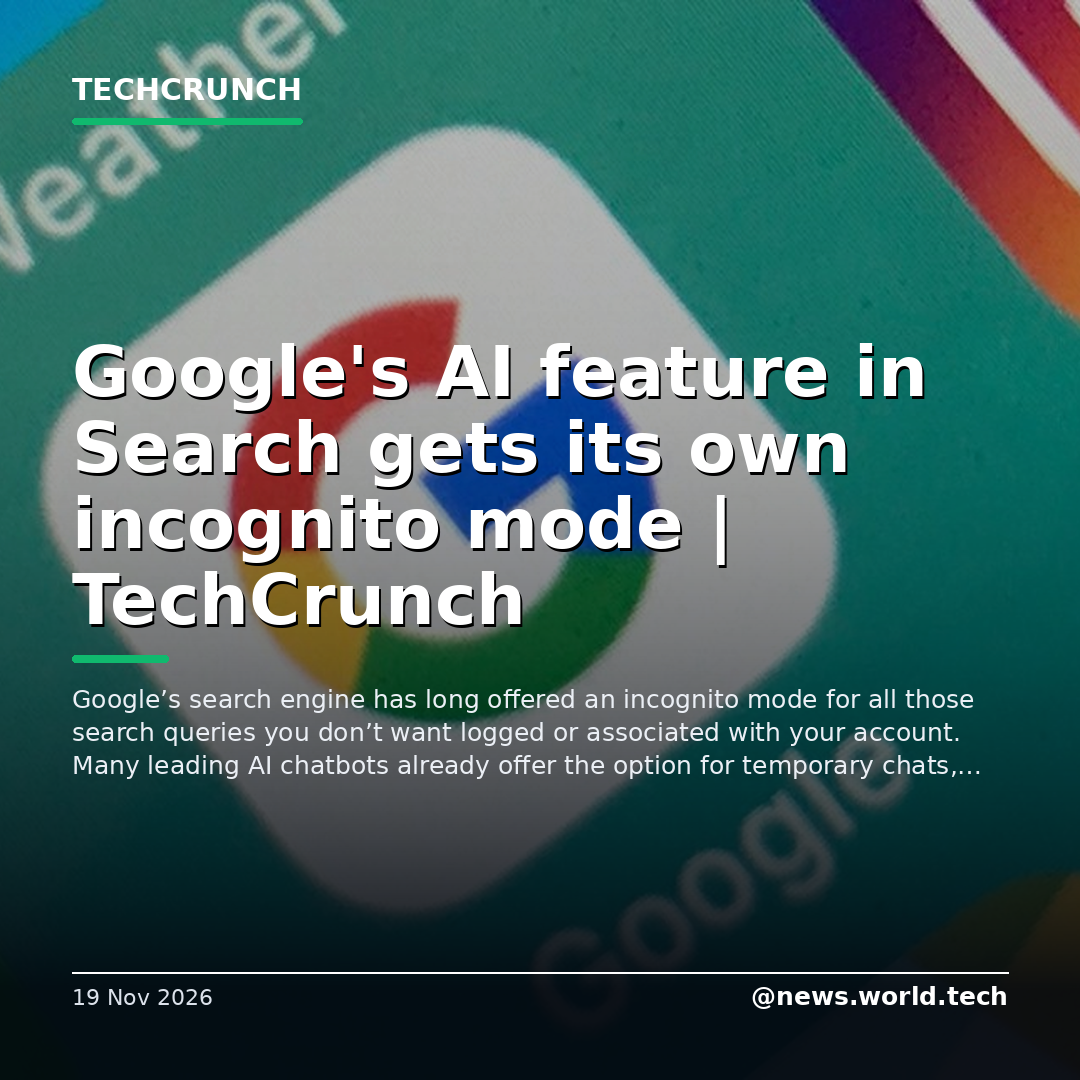 Weather
TECHCRUNCH
Google's AI feature in
Search gets its own
incognito mode |
TechCrunch
Google’s search engine has long offered an incognito mode for all those
search queries you don’t want logged or associated with your account.
Many leading AI chatbots already offer the option for temporary chats,...
Google
19 Nov 2026
@news.world.tech